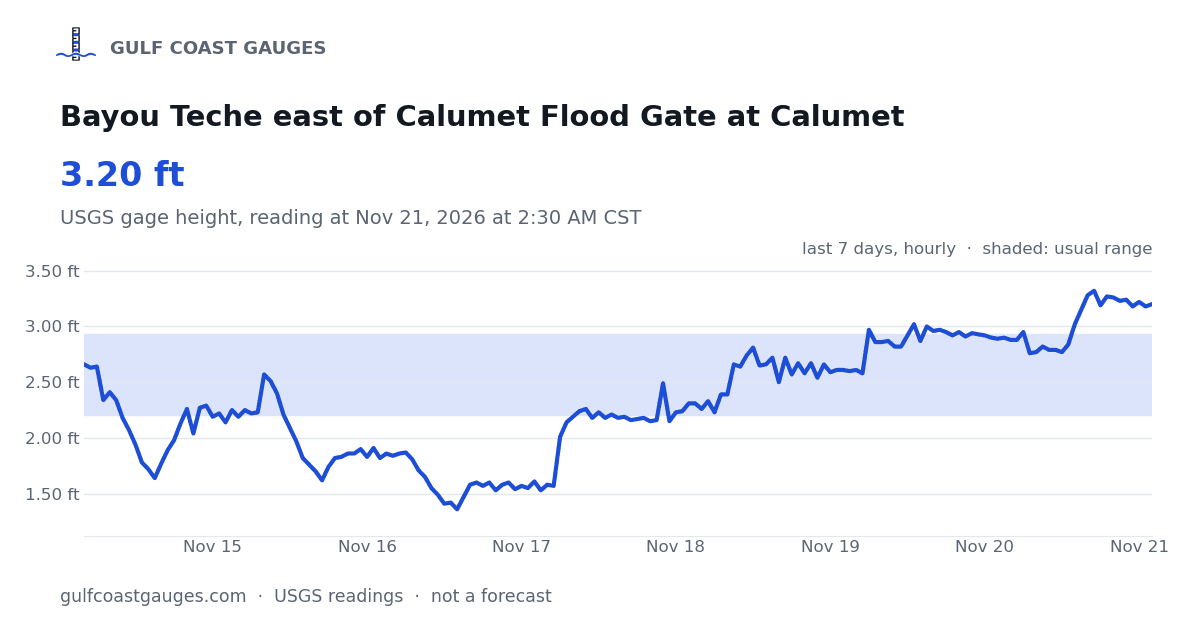 GULF COAST GAUGES
Bayou Teche east of Calumet Flood Gate at Calumet
3.20 ft
USGS gage height, reading at Nov 21, 2026 at 2:30 AM CST
last 7 days, hourly · shaded: usual range
3.50 ft
3.00 ft
2.50 ft
2.00 ft
1.50 ft
Nov 15 Nov 16 Nov 17 Nov 18 Nov 19 Nov 20 Nov 21
gulfcoastgauges.com · USGS readings · not a forecast